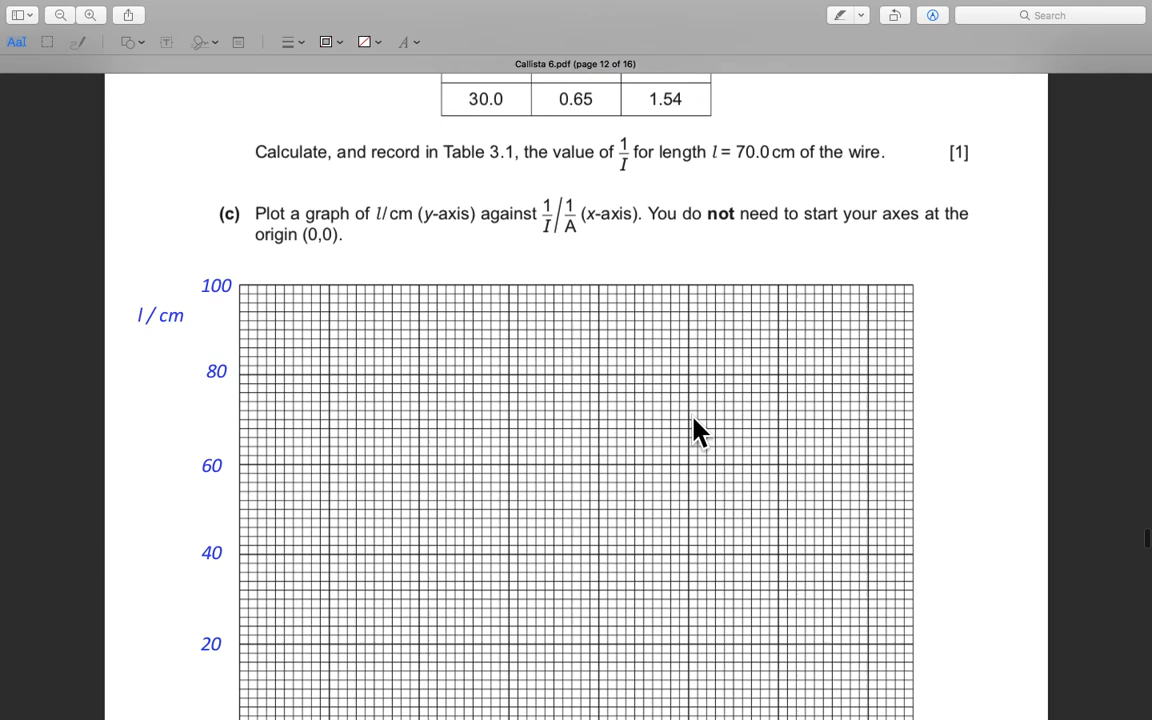 Search
AaI
A
Callista 6.pdf (page 12 of 16)
30.0 0.65 1.54
Calculate, and record in Table 3.1, the value of 1/I for length l = 70.0 cm of the wire. [1]
(c) Plot a graph of l/cm (y-axis) against 1/I / 1/A (x-axis). You do not need to start your axes at the
origin (0,0).
100
l / cm
80
60
40
20